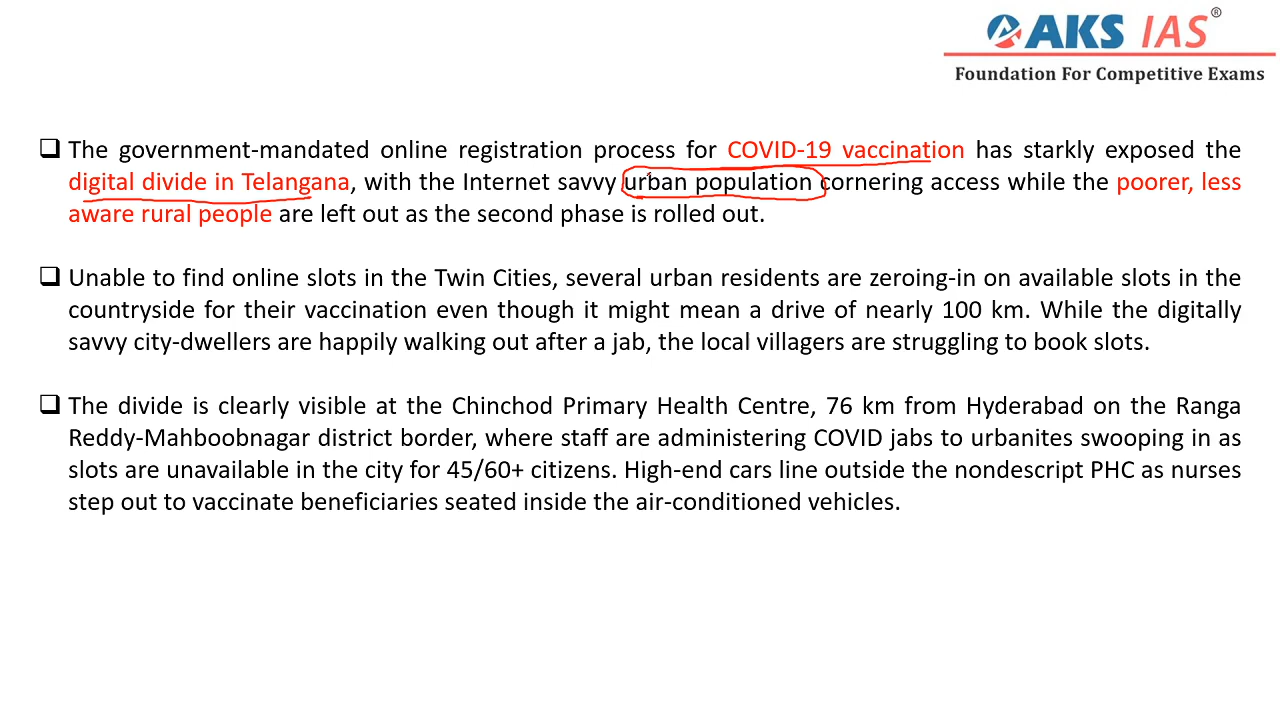 AKS IAS®
Foundation For Competitive Exams
❑ The government-mandated online registration process for COVID-19 vaccination has starkly exposed the
digital divide in Telangana, with the Internet savvy urban population cornering access while the poorer, less
aware rural people are left out as the second phase is rolled out.
❑ Unable to find online slots in the Twin Cities, several urban residents are zeroing-in on available slots in the
countryside for their vaccination even though it might mean a drive of nearly 100 km. While the digitally
savvy city-dwellers are happily walking out after a jab, the local villagers are struggling to book slots.
❑ The divide is clearly visible at the Chinchod Primary Health Centre, 76 km from Hyderabad on the Ranga
Reddy-Mahboobnagar district border, where staff are administering COVID jabs to urbanites swooping in as
slots are unavailable in the city for 45/60+ citizens. High-end cars line outside the nondescript PHC as nurses
step out to vaccinate beneficiaries seated inside the air-conditioned vehicles.